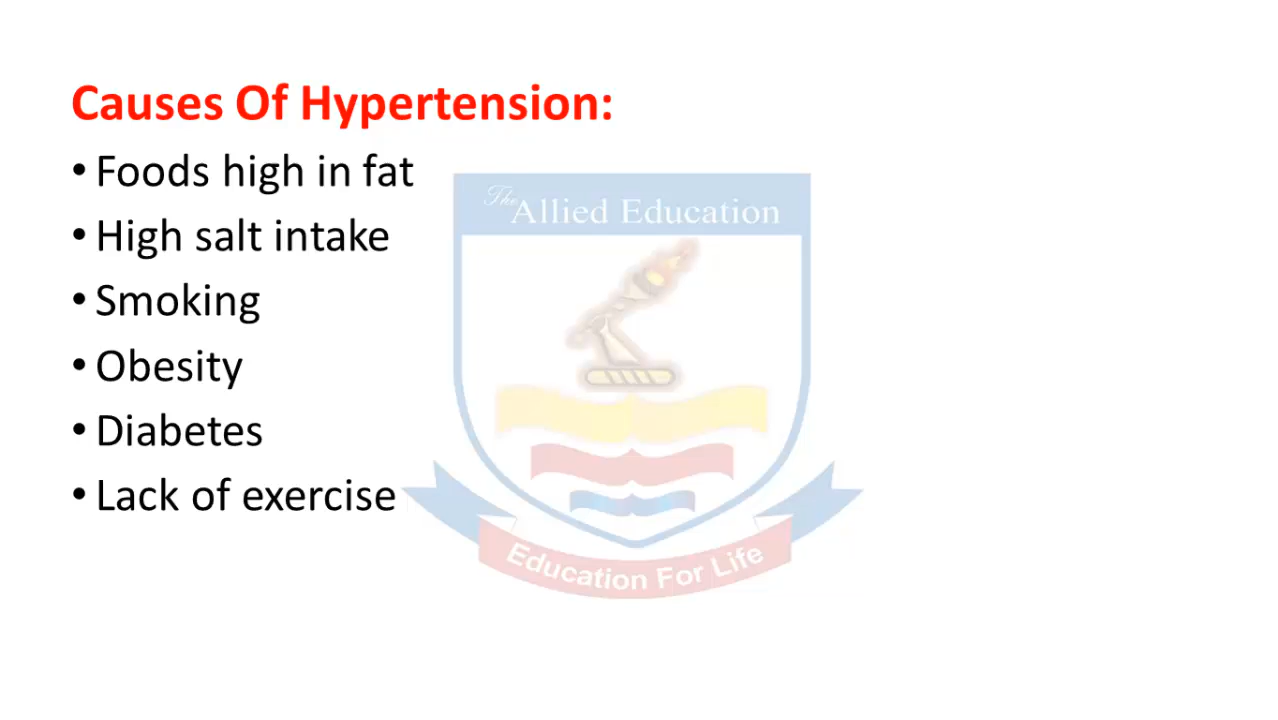 Causes Of Hypertension:
• Foods high in fat
• High salt intake
• Smoking
• Obesity
• Diabetes
• Lack of exercise
The
Allied Education
Education For Life